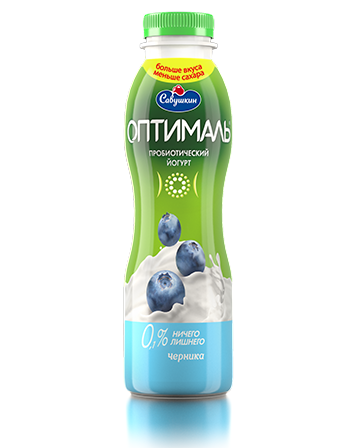 больше вкуса
меньше сахара
Савушкин
ОПТИМАЛЬ
ПРОБИОТИЧЕСКИЙ
ЙОГУРТ
0,1% НИЧЕГО
ЛИШНЕГО
черника